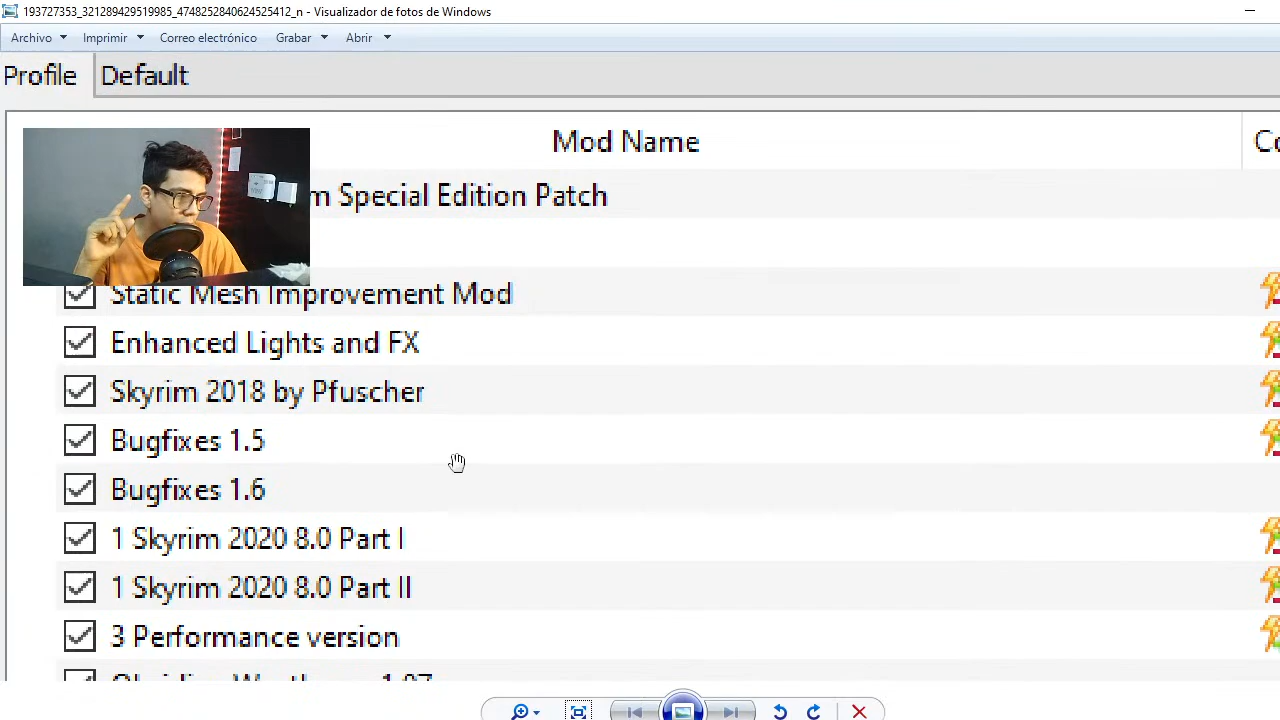 193727353_321289429519985_4748252840624525412_n - Visualizador de fotos de Windows
Archivo Imprimir Correo electrónico Grabar Abrir
Profile Default
Mod Name
Special Edition Patch
Static Mesh Improvement Mod
Enhanced Lights and FX
Skyrim 2018 by Pfuscher
Bugfixes 1.5
Bugfixes 1.6
1 Skyrim 2020 8.0 Part I
1 Skyrim 2020 8.0 Part II
3 Performance version